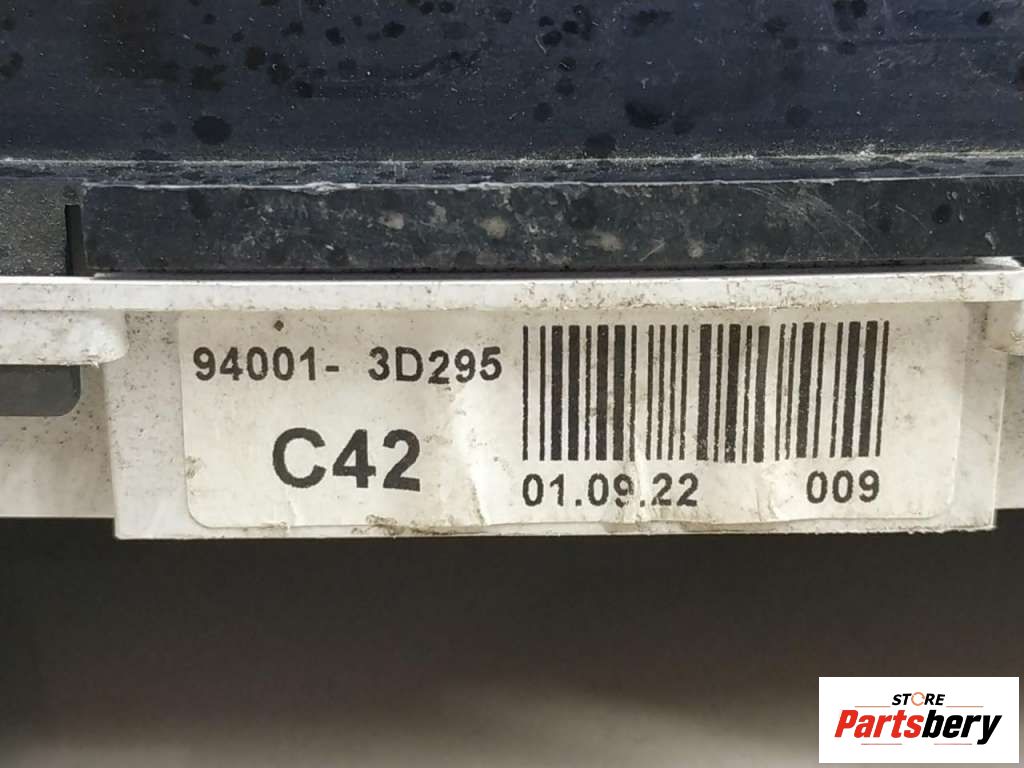 94001- 3D295
C42
01.09.22 009
STORE
Partsbery